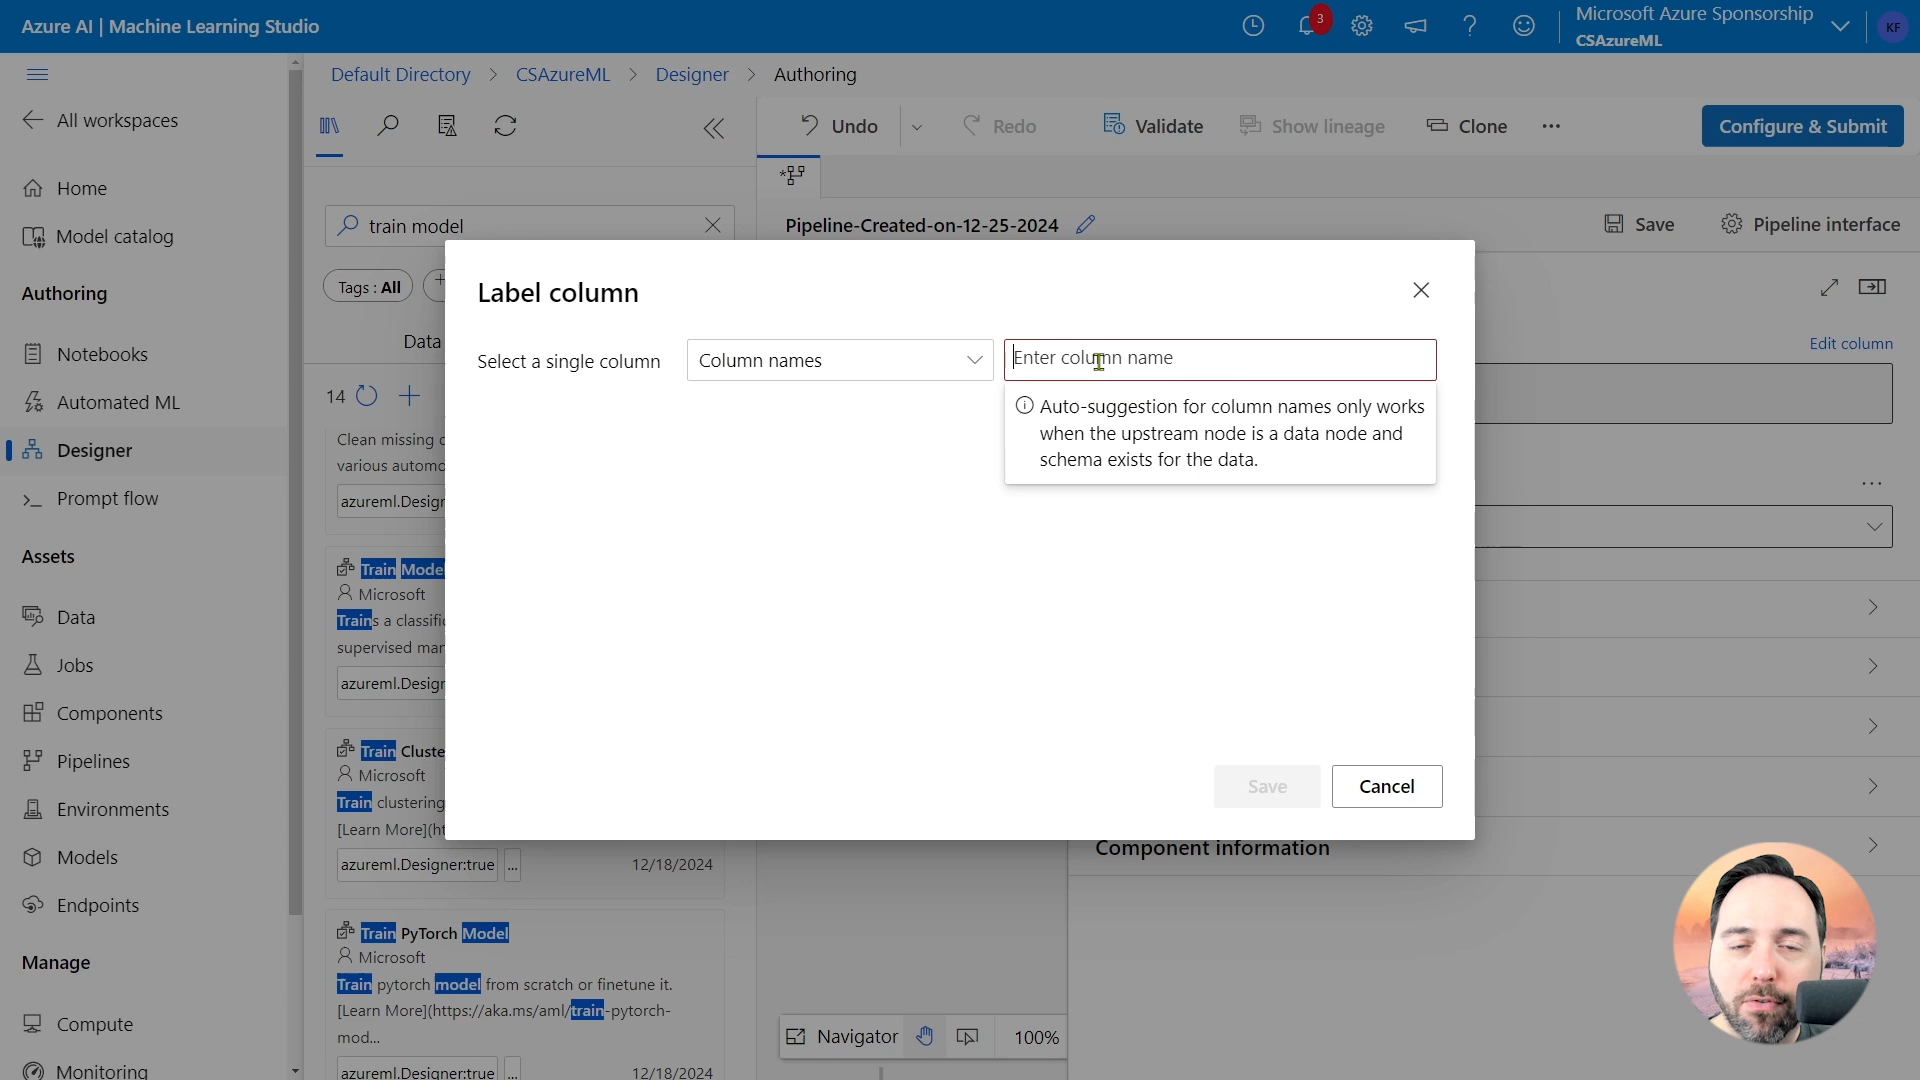 Azure AI | Machine Learning Studio
3
Microsoft Azure Sponsorship
CSAzureML
KF
All workspaces
Home
Model catalog
Authoring
Notebooks
Automated ML
Designer
Prompt flow
Assets
Data
Jobs
Components
Pipelines
Environments
Models
Endpoints
Manage
Compute
Monitoring
Default Directory > CSAzureML > Designer > Authoring
Undo
Redo
Validate
Show lineage
Clone
...
Configure & Submit
train model
Tags : All
Data
14
Clean missing
various automo
azureml.Design
Train Model
Microsoft
Trains a classific
supervised man
azureml.Design
Train Cluste
Microsoft
Train clustering
[Learn More](ht
azureml.Designer:true
...
12/18/2024
Train PyTorch Model
Microsoft
Train pytorch model from scratch or finetune it.
[Learn More](https://aka.ms/aml/train-pytorch-
mod...
azureml.Designer:true
...
12/18/2024
Pipeline-Created-on-12-25-2024
Save
Pipeline interface
Edit column
...
Label column
Select a single column
Column names
Enter column name
Auto-suggestion for column names only works
when the upstream node is a data node and
schema exists for the data.
Save
Cancel
Component information
Navigator
100%